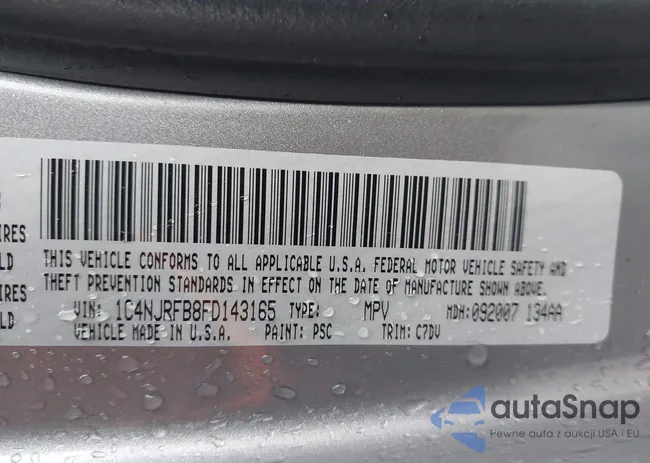 IRES
LD
IRES
LD
THIS VEHICLE CONFORMS TO ALL APPLICABLE U.S.A. FEDERAL MOTOR VEHICLE SAFETY AND
THEFT PREVENTION STANDARDS IN EFFECT ON THE DATE OF MANUFACTURE SHOWN ABOVE.
VIN: 1C4NJRFB8FD143165 TYPE: MPV MDH:092007 134AA
VEHICLE MADE IN U.S.A. PAINT: PSC TRIM: C7DV
autoSnap
Pewne auta z aukcji USA i EU